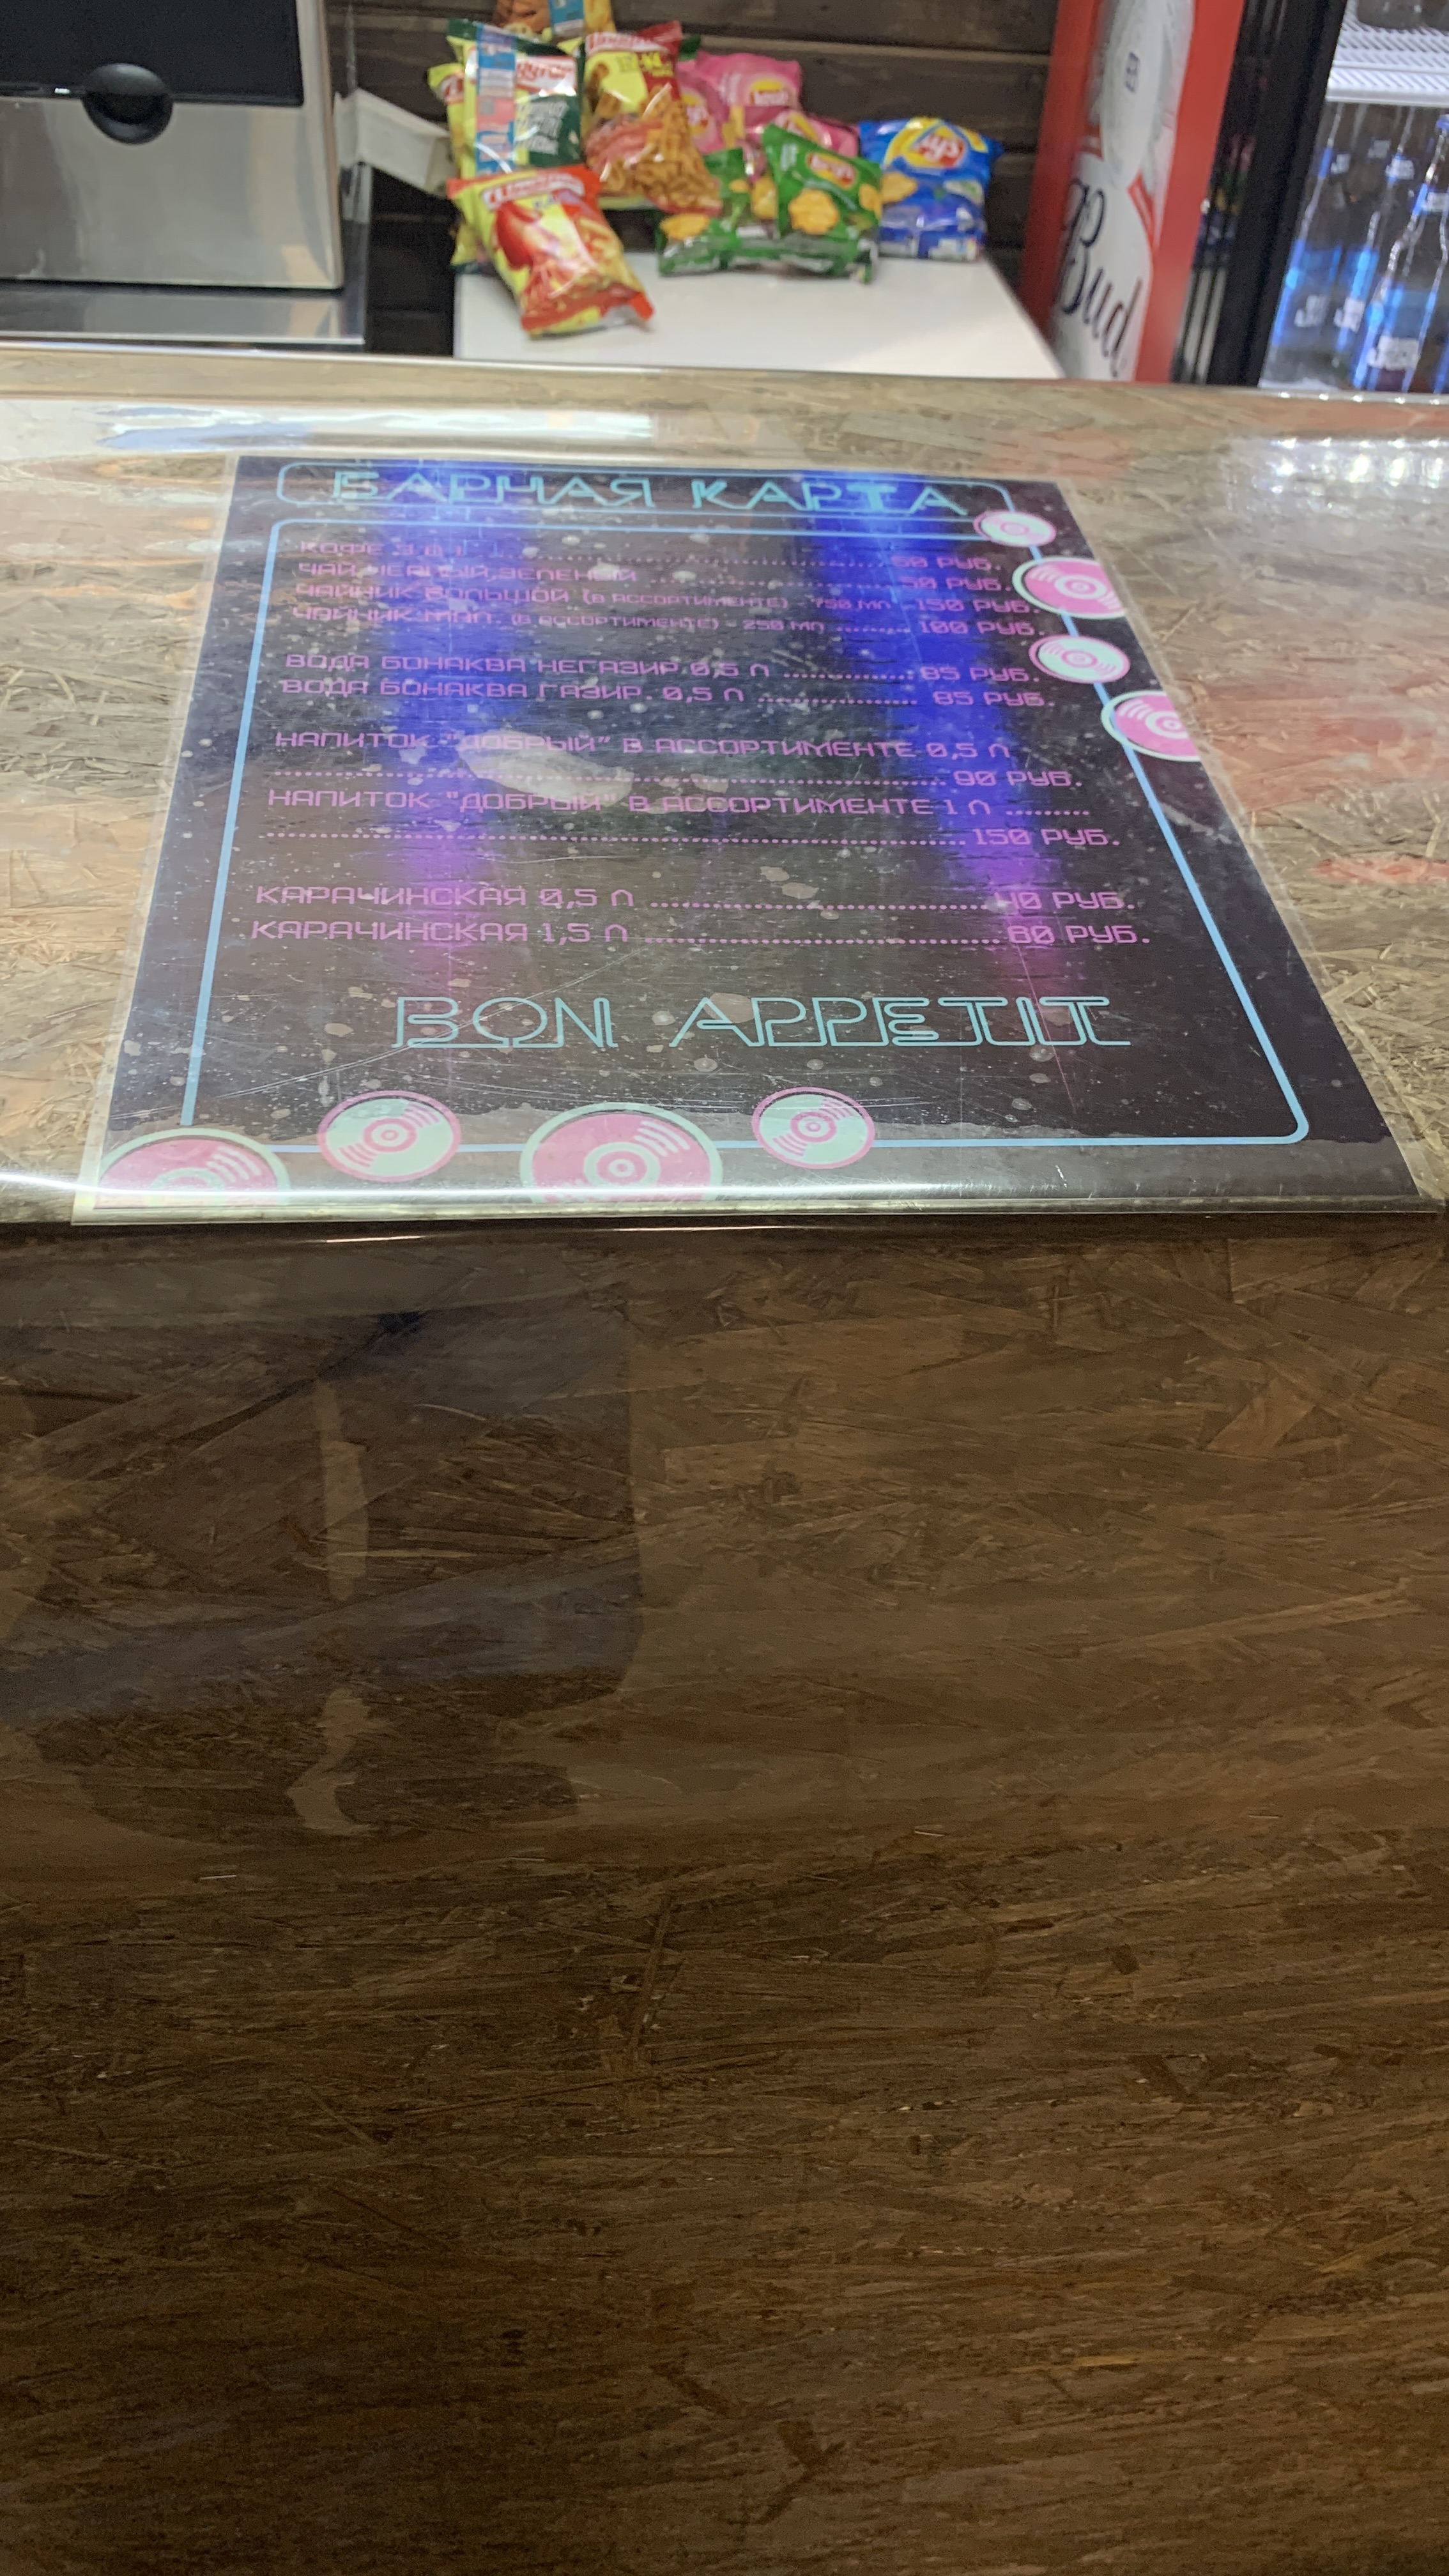 Lay's
Bud
БАРНАЯ КАРТА
КОФЕ 3 В 1 .......... 50 РУБ.
ЧАЙ ЧЕРНЫЙ, ЗЕЛЕНЫЙ .......... 50 РУБ.
ЧАЙНИК БОЛЬШОЙ (В АССОРТИМЕНТЕ) - 750 МЛ - 150 РУБ.
ЧАЙНИК МАЛ. (В АССОРТИМЕНТЕ) - 250 МЛ ......... 100 РУБ.
ВОДА БОНАКВА НЕГАЗИР 0,5 Л .............. 85 РУБ.
ВОДА БОНАКВА ГАЗИР. 0,5 Л ................. 85 РУБ.
НАПИТОК "ДОБРЫЙ" В АССОРТИМЕНТЕ 0,5 Л
.......... 90 РУБ.
НАПИТОК "ДОБРЫЙ" В АССОРТИМЕНТЕ 1 Л .........
.......... 150 РУБ.
КАРАЧИНСКАЯ 0,5 Л .......... 40 РУБ.
КАРАЧИНСКАЯ 1,5 Л .......... 80 РУБ.
BON APPETIT